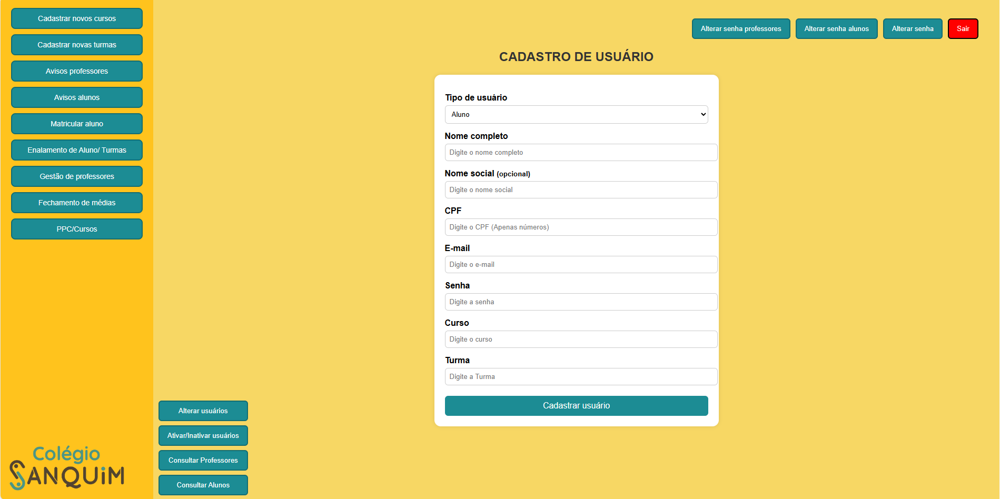 Cadastrar novos cursos
Cadastrar novas turmas
Avisos professores
Avisos alunos
Matricular aluno
Enalamento de Aluno/ Turmas
Gestão de professores
Fechamento de médias
PPC/Cursos
Colégio
SANQUiM
Alterar senha professores
Alterar senha alunos
Alterar senha
Sair
CADASTRO DE USUÁRIO
Tipo de usuário
Aluno
Nome completo
Digite o nome completo
Nome social (opcional)
Digite o nome social
CPF
Digite o CPF (Apenas números)
E-mail
Digite o e-mail
Senha
Digite a senha
Curso
Digite o curso
Turma
Digite a Turma
Cadastrar usuário
Alterar usuários
Ativar/Inativar usuários
Consultar Professores
Consultar Alunos